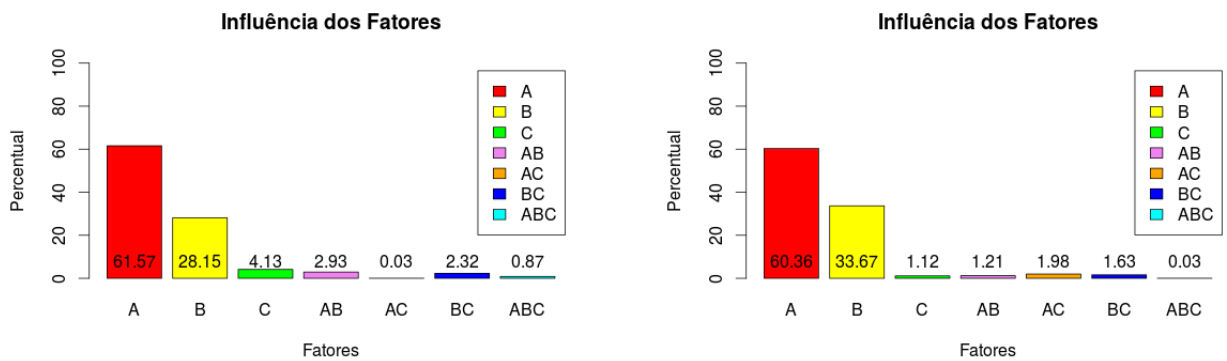 Influência dos Fatores
Percentual
100
80
60
40
20
0
A
B
C
AB
AC
BC
ABC
61.57 28.15 4.13 2.93 0.03 2.32 0.87
A B C AB AC BC ABC
Fatores
Influência dos Fatores
Percentual
100
80
60
40
20
0
A
B
C
AB
AC
BC
ABC
60.36 33.67 1.12 1.21 1.98 1.63 0.03
A B C AB AC BC ABC
Fatores